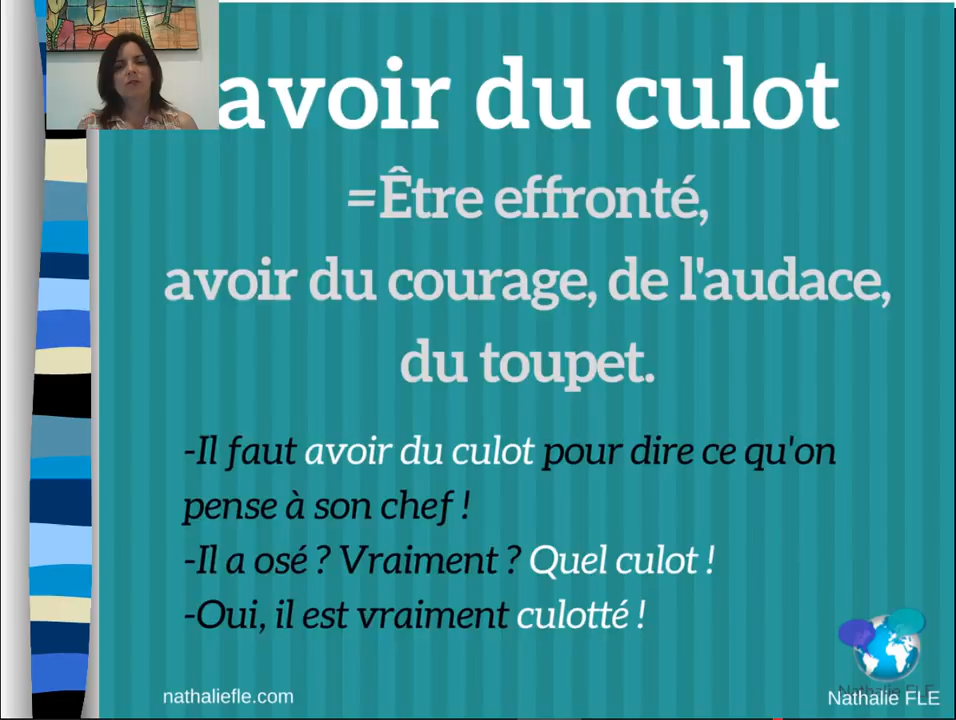 avoir du culot
=Être effronté,
avoir du courage, de l'audace,
du toupet.
-Il faut avoir du culot pour dire ce qu'on
pense à son chef !
-Il a osé ? Vraiment ? Quel culot !
-Oui, il est vraiment culotté !
nathaliefle.com
Nathalie FLE
Nathalie FLE